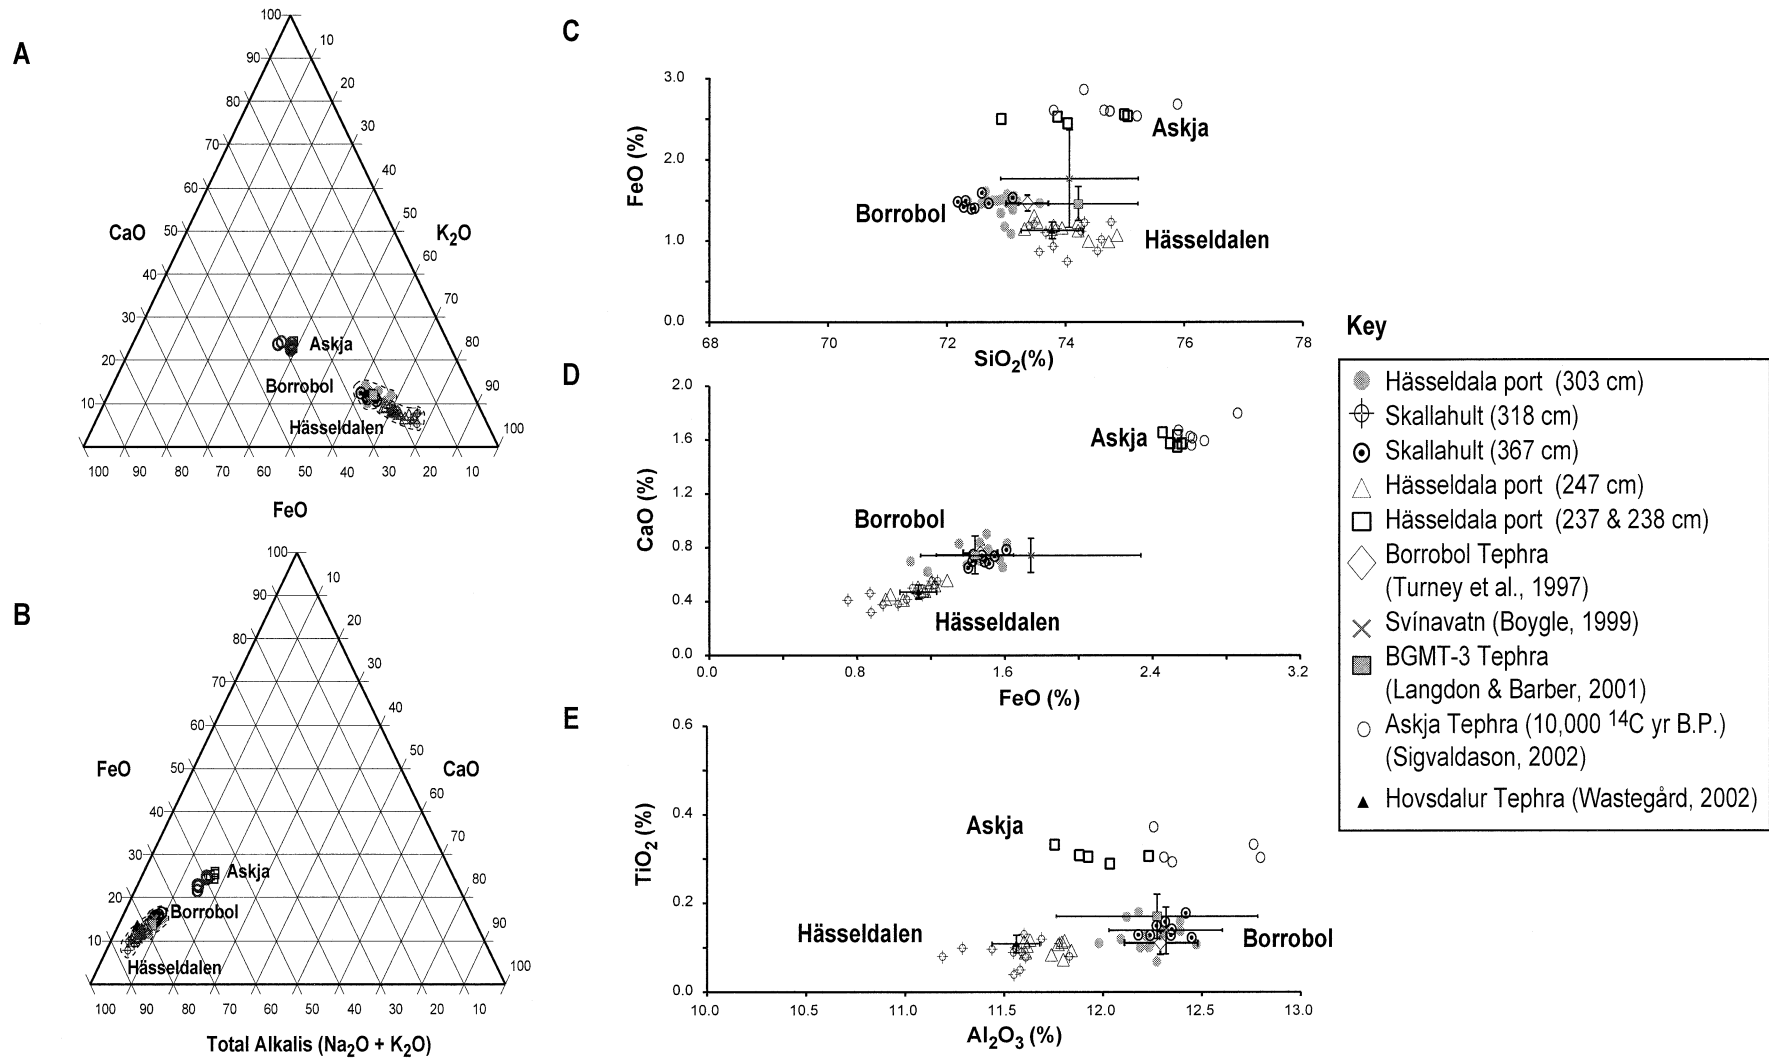 A
100
90
80
70
60
50
40
30
20
10
10
20
30
40
50
60
70
80
90
100
CaO
K2O
Askja
Borrobol
Hässeldalen
100 90 80 70 60 50 40 30 20 10
FeO
B
100
90
80
70
60
50
40
30
20
10
10
20
30
40
50
60
70
80
90
100
FeO
CaO
Askja
Borrobol
Hässeldalen
100 90 80 70 60 50 40 30 20 10
Total Alkalis (Na2O + K2O)
C
FeO (%)
3.0
2.0
1.0
0.0
Askja
Borrobol
Hässeldalen
68 70 72 74 76 78
SiO2(%)
D
CaO (%)
2.0
1.6
1.2
0.8
0.4
0.0
Askja
Borrobol
Hässeldalen
0.0 0.8 1.6 2.4 3.2
FeO (%)
E
TiO2 (%)
0.6
0.4
0.2
0.0
Askja
Hässeldalen
Borrobol
10.0 10.5 11.0 11.5 12.0 12.5 13.0
Al2O3 (%)
Key
Hässeldala port (303 cm)
Skallahult (318 cm)
Skallahult (367 cm)
Hässeldala port (247 cm)
Hässeldala port (237 & 238 cm)
Borrobol Tephra
(Turney et al., 1997)
Svínavatn (Boygle, 1999)
BGMT-3 Tephra
(Langdon & Barber, 2001)
Askja Tephra (10,000 14C yr B.P.)
(Sigvaldason, 2002)
Hovsdalur Tephra (Wastegård, 2002)